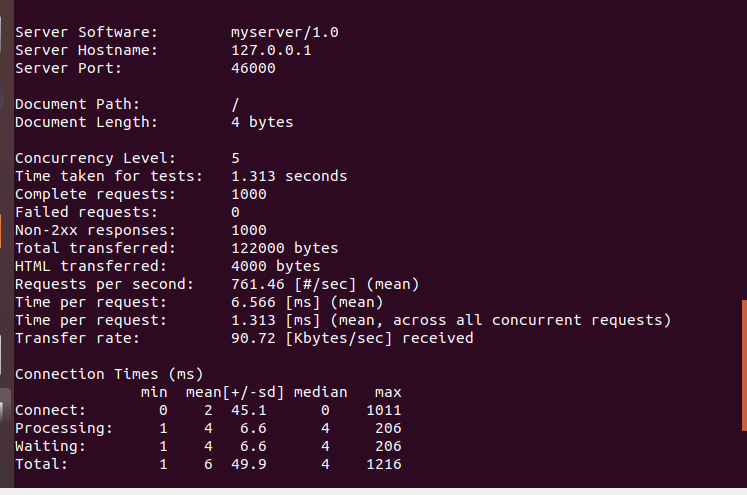 Server Software: myserver/1.0
Server Hostname: 127.0.0.1
Server Port: 46000
Document Path: /
Document Length: 4 bytes
Concurrency Level: 5
Time taken for tests: 1.313 seconds
Complete requests: 1000
Failed requests: 0
Non-2xx responses: 1000
Total transferred: 122000 bytes
HTML transferred: 4000 bytes
Requests per second: 761.46 [#/sec] (mean)
Time per request: 6.566 [ms] (mean)
Time per request: 1.313 [ms] (mean, across all concurrent requests)
Transfer rate: 90.72 [Kbytes/sec] received
Connection Times (ms)
min mean[+/-sd] median max
Connect: 0 2 45.1 0 1011
Processing: 1 4 6.6 4 206
Waiting: 1 4 6.6 4 206
Total: 1 6 49.9 4 1216